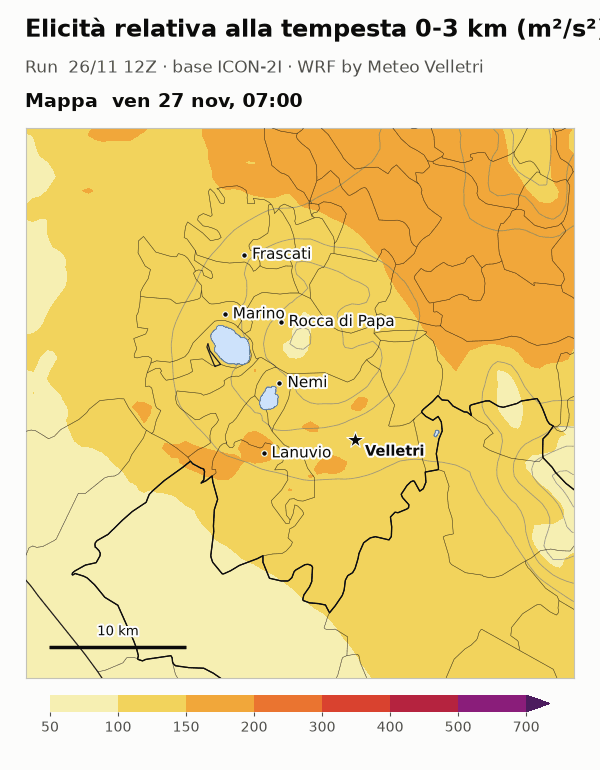 Elicità relativa alla tempesta 0-3 km (m²/s²)
Run  26/11 12Z · base ICON-2I · WRF by Meteo Velletri
Mappa  ven 27 nov, 07:00
Frascati
Marino
Rocca di Papa
Nemi
Velletri
Lanuvio
10 km
50 100 150 200 300 400 500 700